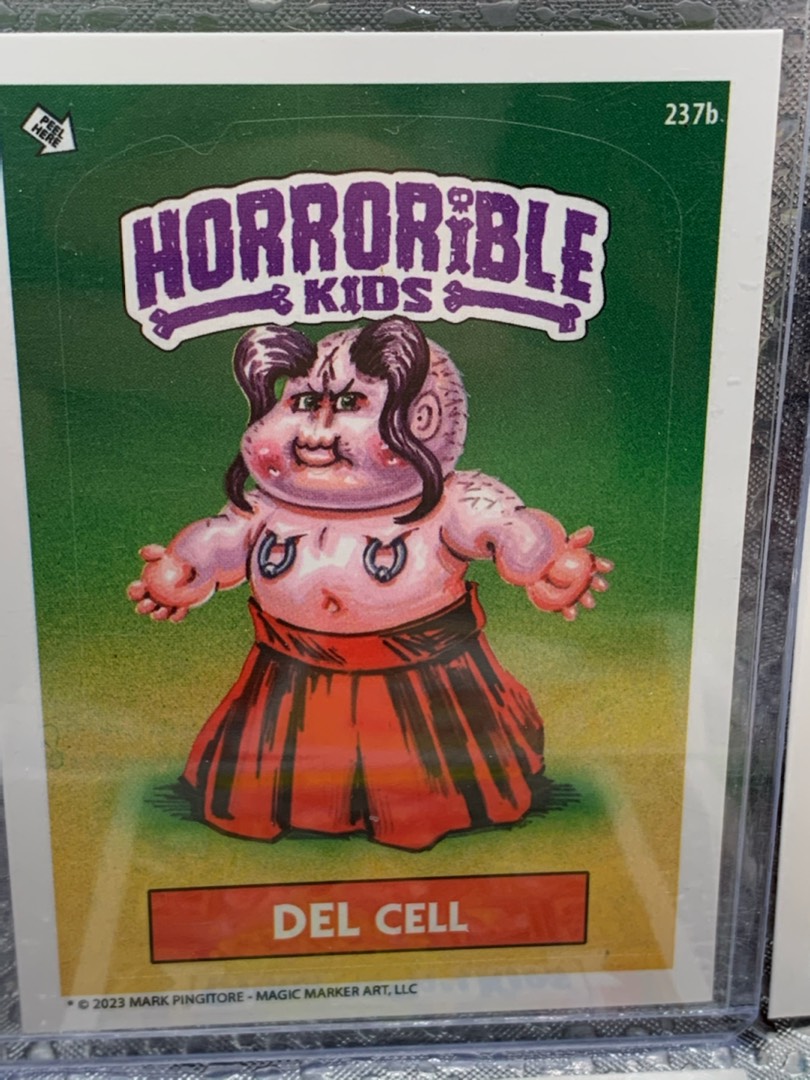 PEEL HERE
237b
HORRORiBLE
KIDS
DEL CELL
* © 2023 MARK PINGITORE - MAGIC MARKER ART, LLC